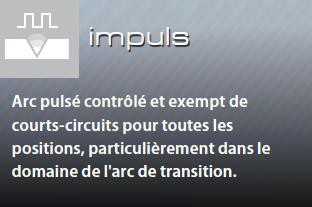 impuls
Arc pulsé contrôlé et exempt de
courts-circuits pour toutes les
positions, particulièrement dans le
domaine de l'arc de transition.